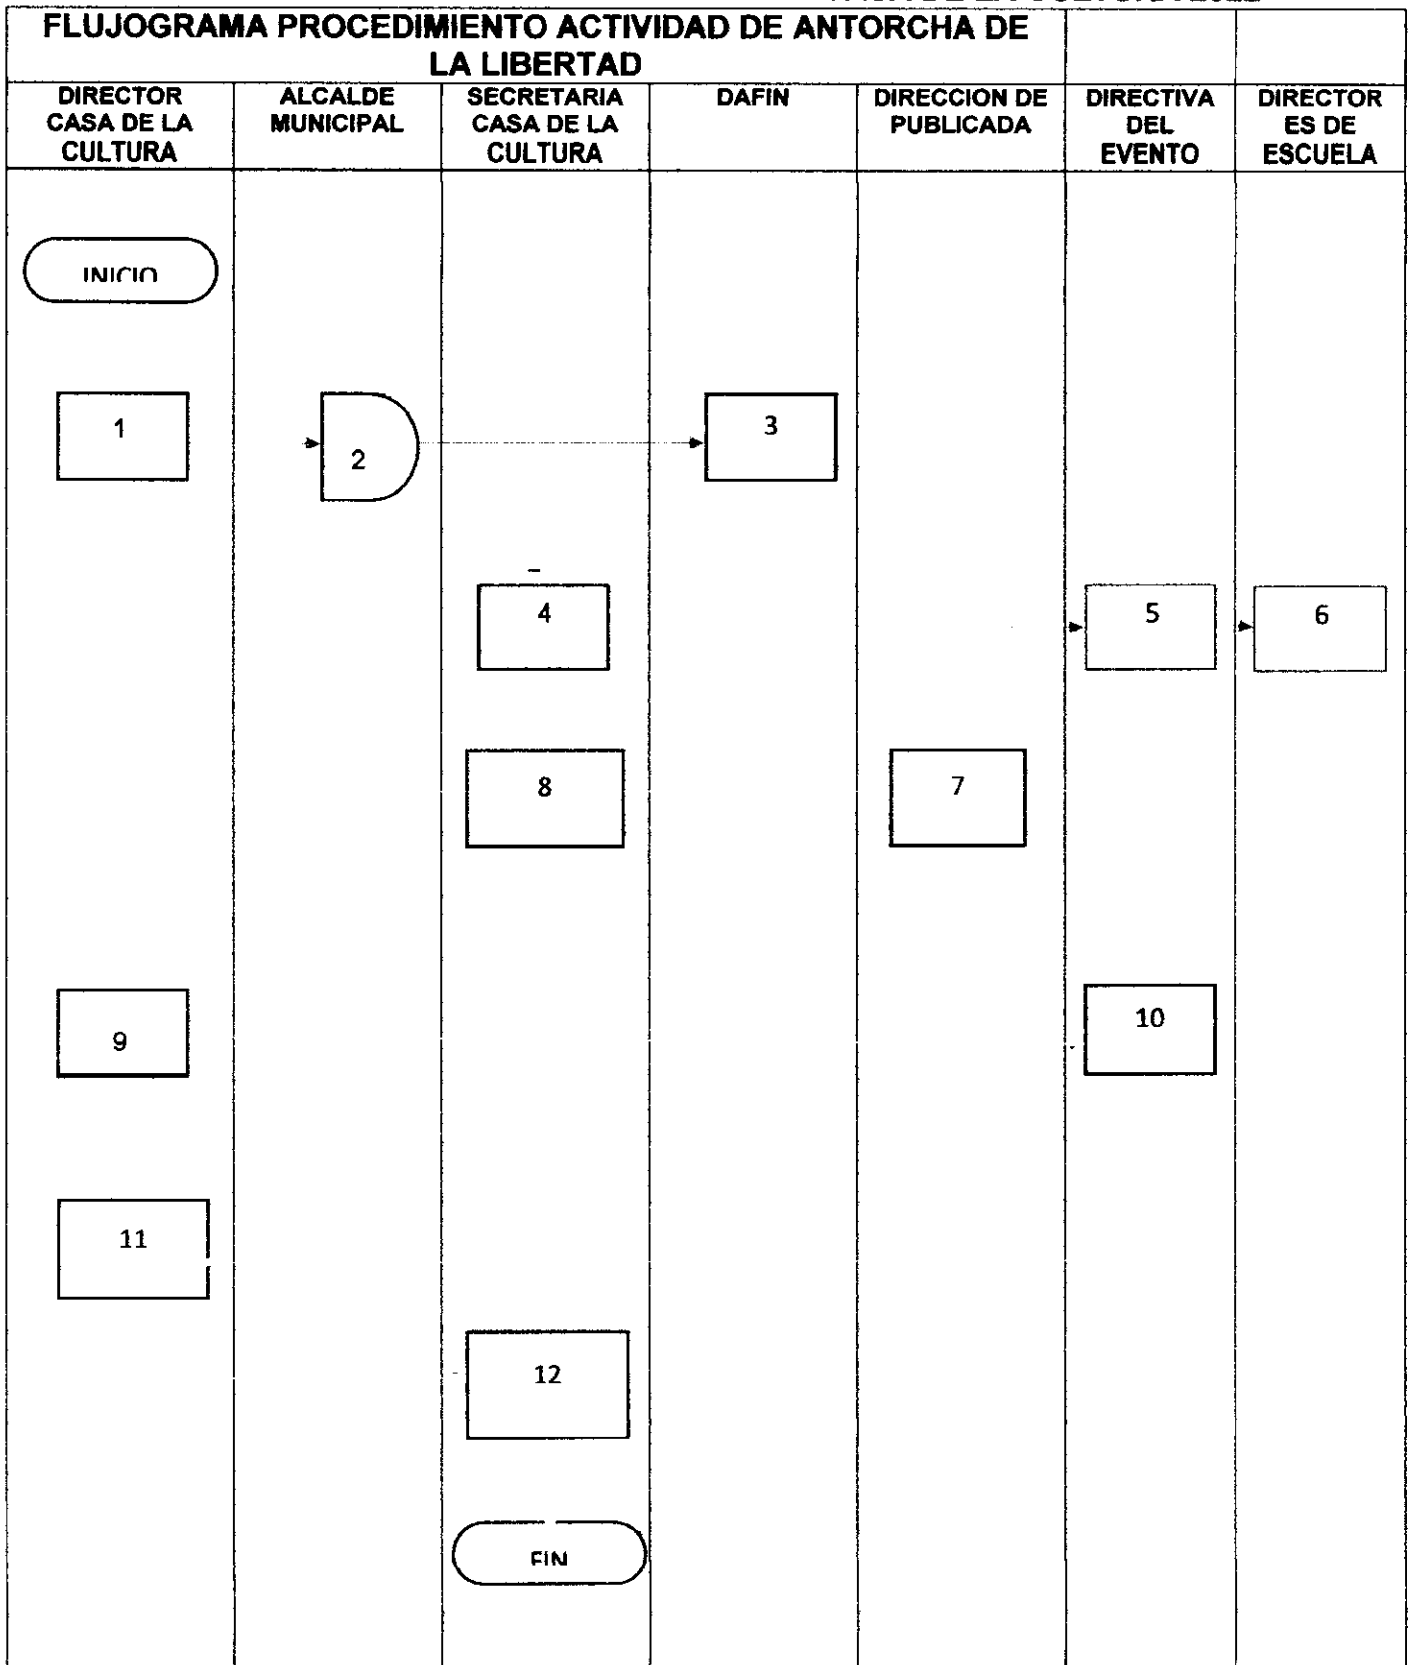 FLUJOGRAMA PROCEDIMIENTO ACTIVIDAD DE ANTORCHA DE
LA LIBERTAD
DIRECTOR
CASA DE LA
CULTURA
ALCALDE
MUNICIPAL
SECRETARIA
CASA DE LA
CULTURA
DAFIN
DIRECCION DE
PUBLICADA
DIRECTIVA
DEL
EVENTO
DIRECTOR
ES DE
ESCUELA
INICIO
1
2
3
4
5
6
8
7
9
10
11
12
FIN